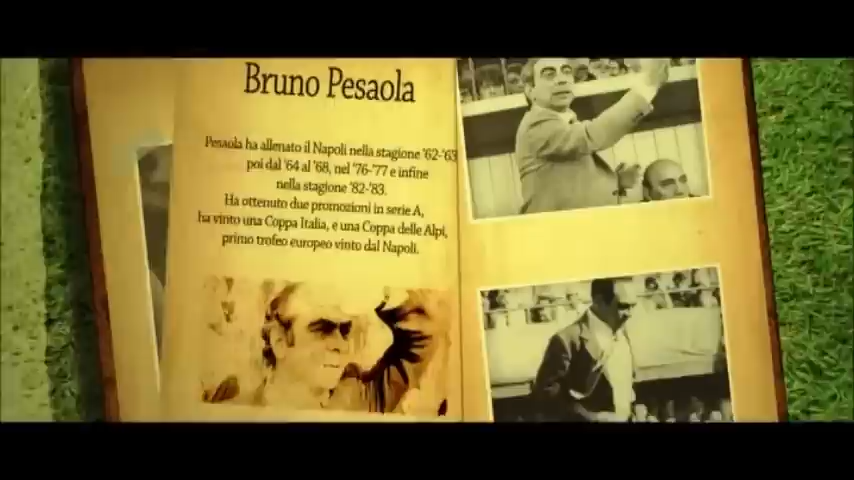 Bruno Pesaola
Pesaola ha allenato il Napoli nella stagione '62-'63
poi dal '64 al '68, nel '76-'77 e infine
nella stagione '82-'83.
Ha ottenuto due promozioni in serie A,
ha vinto una Coppa Italia, e una Coppa delle Alpi,
primo trofeo europeo vinto dal Napoli.